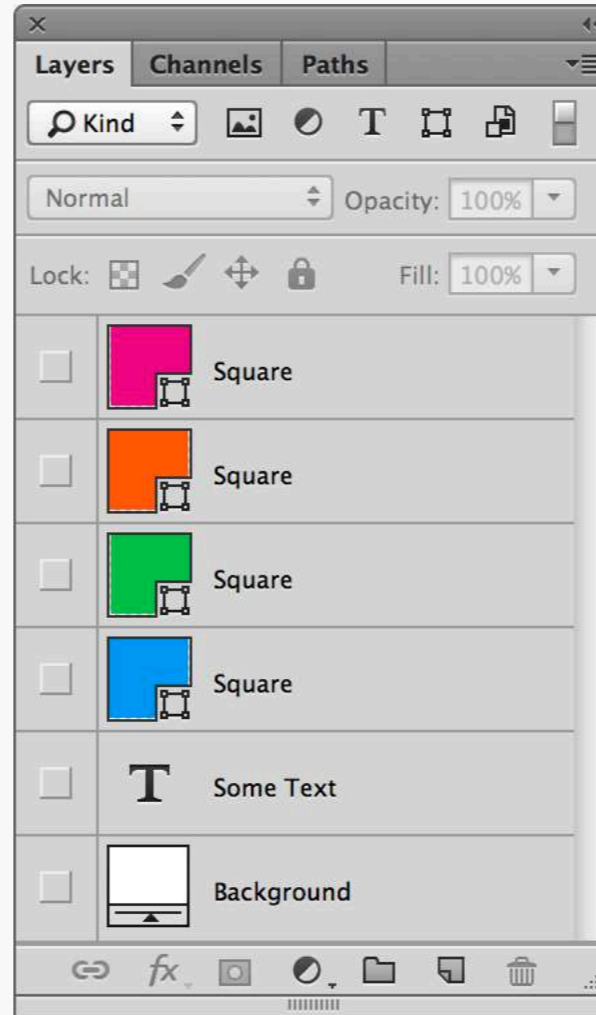 Layers Channels Paths
Kind T
Normal Opacity: 100%
Lock: Fill: 100%
Square
Square
Square
Square
T Some Text
Background
fx